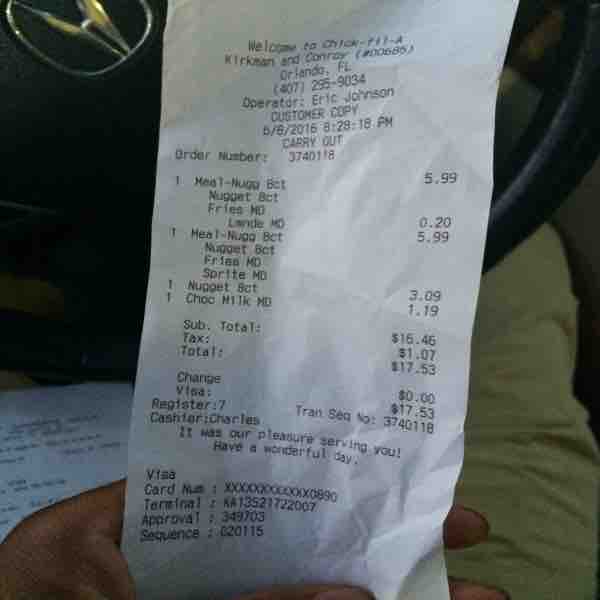 Welcome to Chick-fil-A
Kirkman and Conroy (#00685)
Orlando, FL
(407) 295-9034
Operator: Eric Johnson
CUSTOMER COPY
5/6/2016 8:28:18 PM
CARRY OUT
Order Number: 3740118
1 Meal-Nugg 8ct 5.99
Nugget 8ct
Fries MD
Lmnde MD 0.20
1 Meal-Nugg 8ct 5.99
Nugget 8ct
Fries MD
Sprite MD
1 Nugget 8ct 3.09
1 Choc Milk MD 1.19
Sub. Total: $16.46
Tax: $1.07
Total: $17.53
Change $0.00
Visa: $17.53
Register:7 Tran Seq No: 3740118
Cashier:Charles
It was our pleasure serving you!
Have a wonderful day.
Visa
Card Num : XXXXXXXXXXXX0890
Terminal : KA13521722007
Approval : 349703
Sequence : 020115